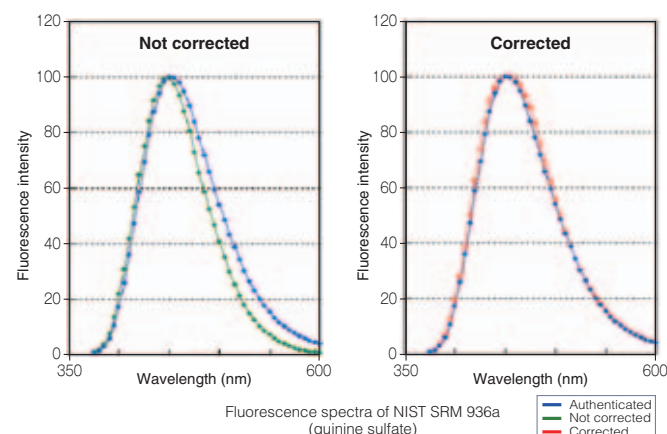 120
Not corrected
100
80
60
40
20
0
Fluorescence intensity
350
Wavelength (nm)
600
120
Corrected
100
80
60
40
20
0
Fluorescence intensity
350
Wavelength (nm)
600
Fluorescence spectra of NIST SRM 936a
(quinine sulfate)
Authenticated
Not corrected
Corrected